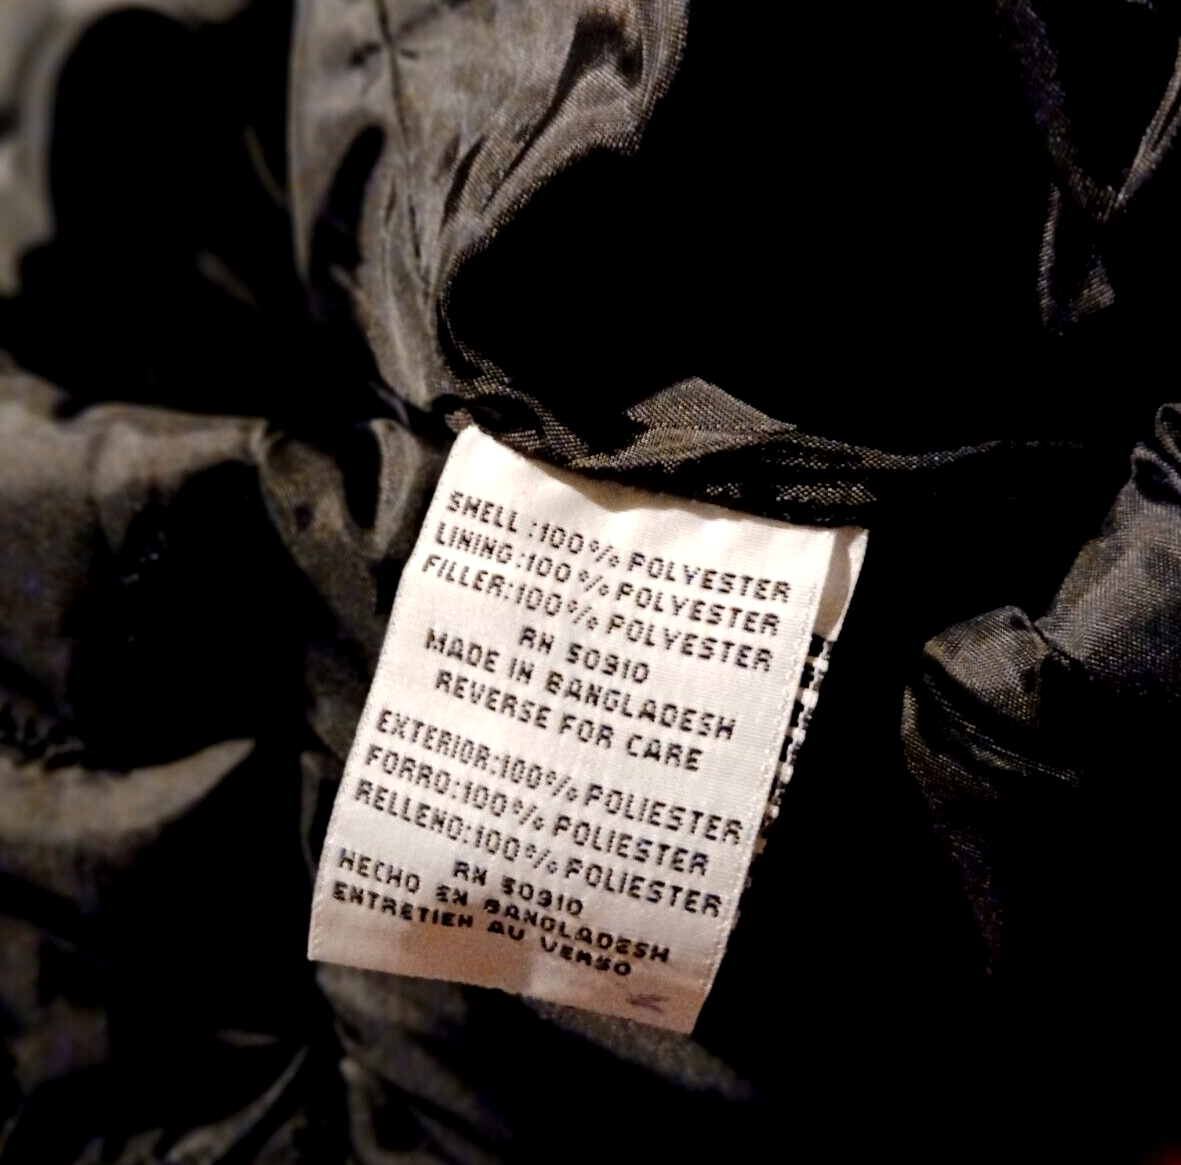 SHELL :100% POLYESTER
LINING:100% POLYESTER
FILLER:100% POLYESTER
RN 50910
MADE IN BANGLADESH
REVERSE FOR CARE
EXTERIOR:100% POLIESTER
FORRO:100% POLIESTER
RELLENO:100% POLIESTER
RN 50910
HECHO EN BANGLADESH
ENTRETIEN AU VERSO